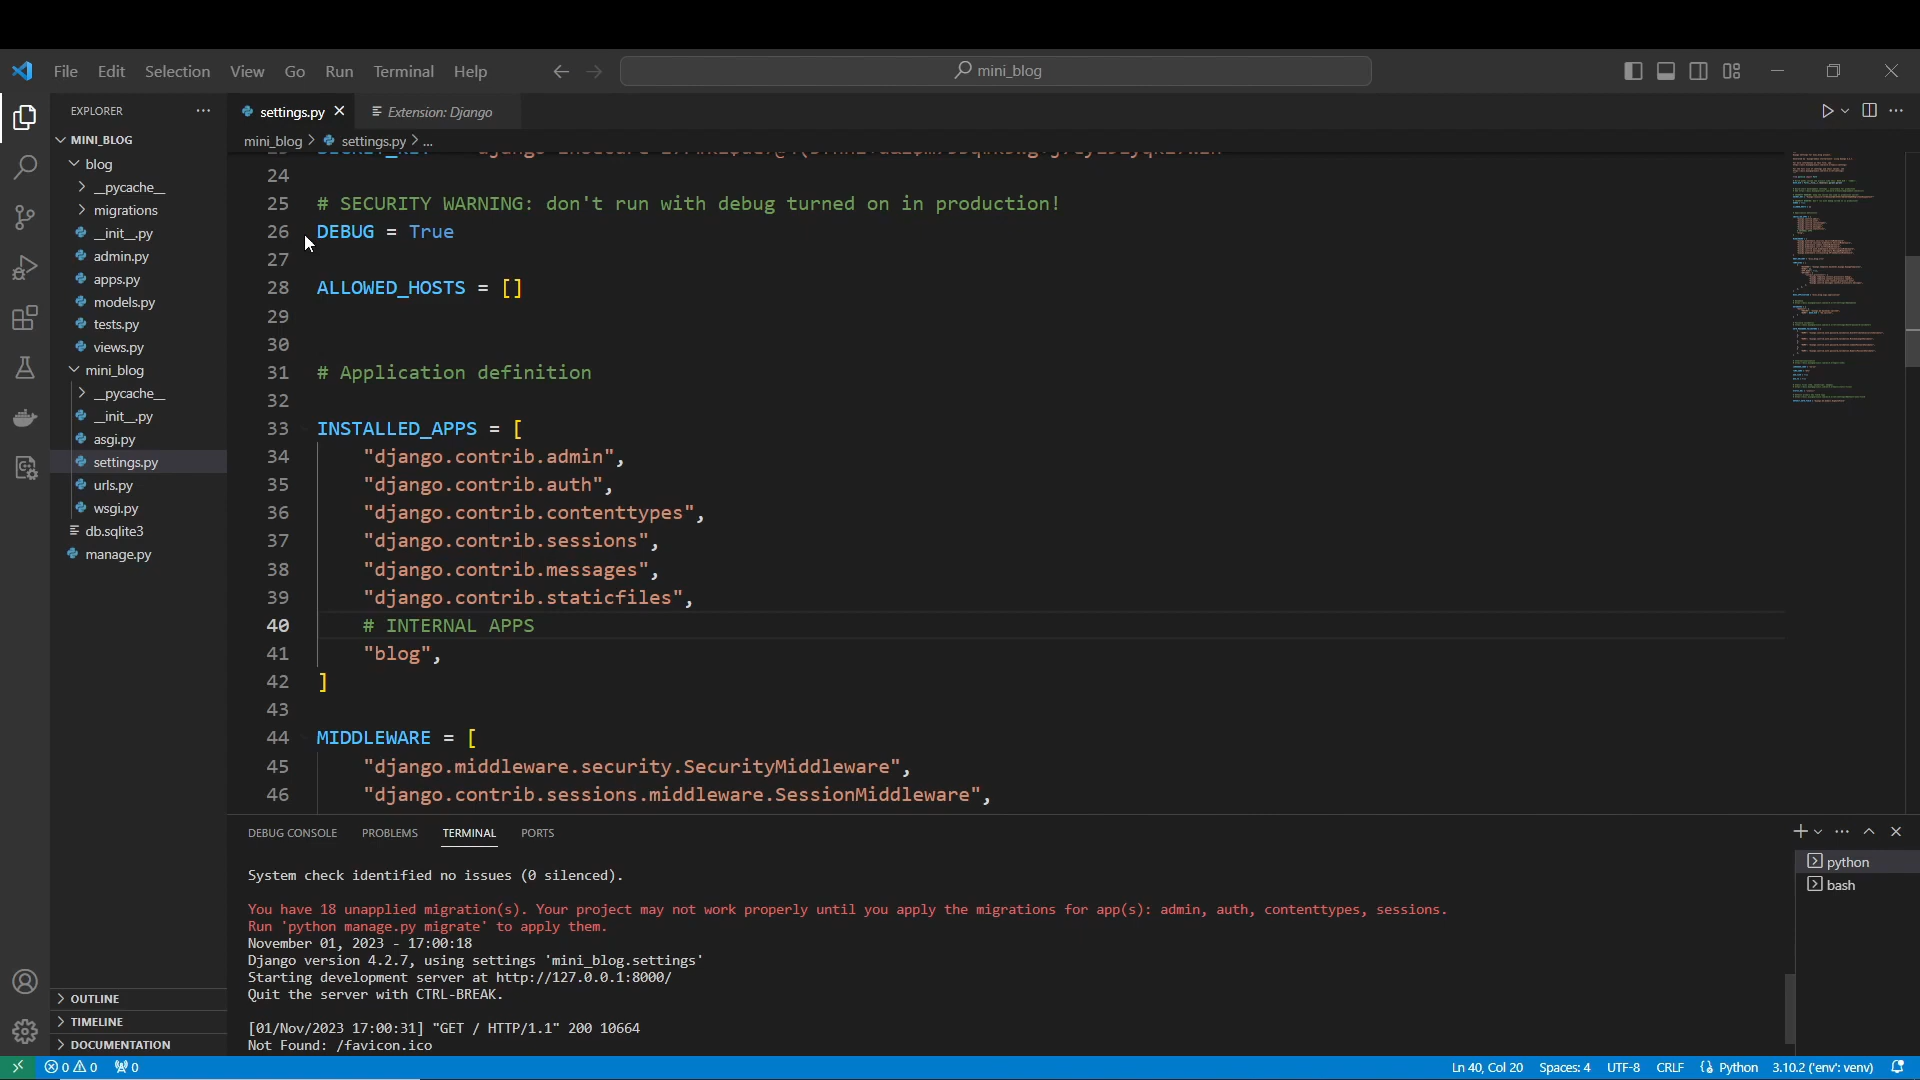 File Edit Selection View Go Run Terminal Help
mini_blog
EXPLORER
settings.py
Extension: Django
MINI_BLOG
mini_blog > settings.py > ...
blog
__pycache__
migrations
__init__.py
admin.py
apps.py
models.py
tests.py
views.py
mini_blog
__pycache__
__init__.py
asgi.py
settings.py
urls.py
wsgi.py
db.sqlite3
manage.py
OUTLINE
TIMELINE
DOCUMENTATION
24
25 # SECURITY WARNING: don't run with debug turned on in production!
26 DEBUG = True
27
28 ALLOWED_HOSTS = []
29
30
31 # Application definition
32
33 INSTALLED_APPS = [
34 "django.contrib.admin",
35 "django.contrib.auth",
36 "django.contrib.contenttypes",
37 "django.contrib.sessions",
38 "django.contrib.messages",
39 "django.contrib.staticfiles",
40 # INTERNAL APPS
41 "blog",
42 ]
43
44 MIDDLEWARE = [
45 "django.middleware.security.SecurityMiddleware",
46 "django.contrib.sessions.middleware.SessionMiddleware",
DEBUG CONSOLE PROBLEMS TERMINAL PORTS
python
bash
System check identified no issues (0 silenced).
You have 18 unapplied migration(s). Your project may not work properly until you apply the migrations for app(s): admin, auth, contenttypes, sessions.
Run 'python manage.py migrate' to apply them.
November 01, 2023 - 17:00:18
Django version 4.2.7, using settings 'mini_blog.settings'
Starting development server at http://127.0.0.1:8000/
Quit the server with CTRL-BREAK.
[01/Nov/2023 17:00:31] "GET / HTTP/1.1" 200 10664
Not Found: /favicon.ico
0 0 0 Ln 40, Col 20 Spaces: 4 UTF-8 CRLF Python 3.10.2 ('env': venv)